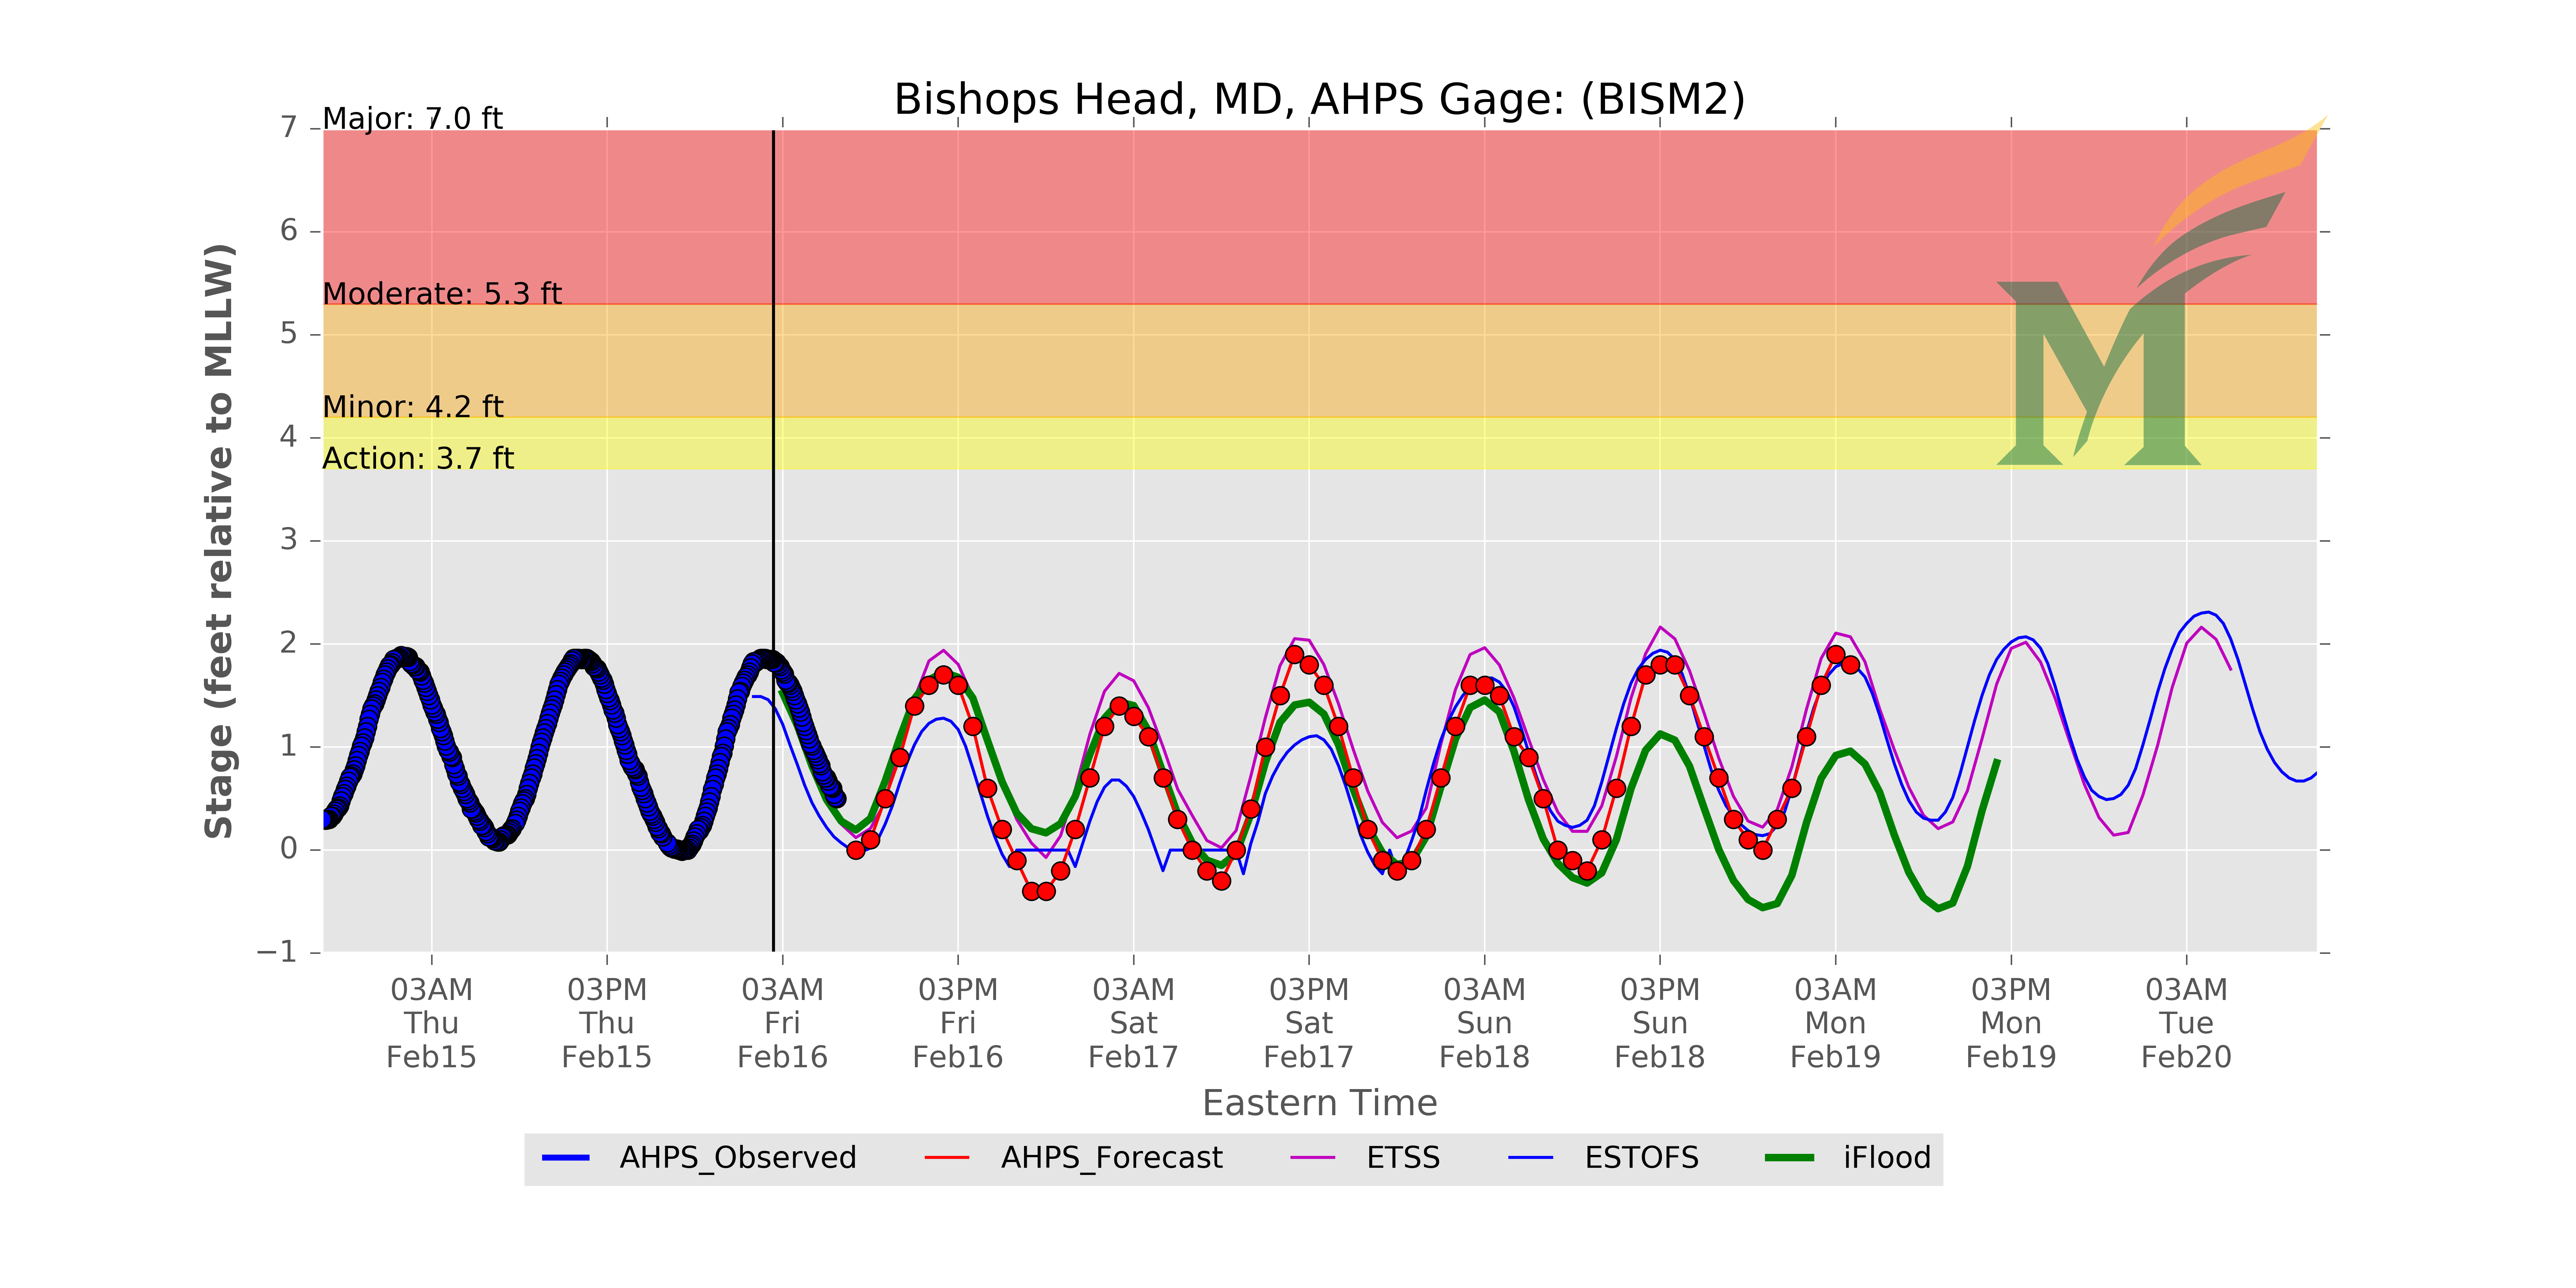 Bishops Head, MD, AHPS Gage: (BISM2)
Major: 7.0 ft
Moderate: 5.3 ft
Minor: 4.2 ft
Action: 3.7 ft
Stage (feet relative to MLLW)
7
6
5
4
3
2
1
0
−1
03AM 03PM 03AM 03PM 03AM 03PM 03AM 03PM 03AM 03PM 03AM
Thu Thu Fri Fri Sat Sat Sun Sun Mon Mon Tue
Feb15 Feb15 Feb16 Feb16 Feb17 Feb17 Feb18 Feb18 Feb19 Feb19 Feb20
Eastern Time
AHPS_Observed AHPS_Forecast ETSS ESTOFS iFlood
M